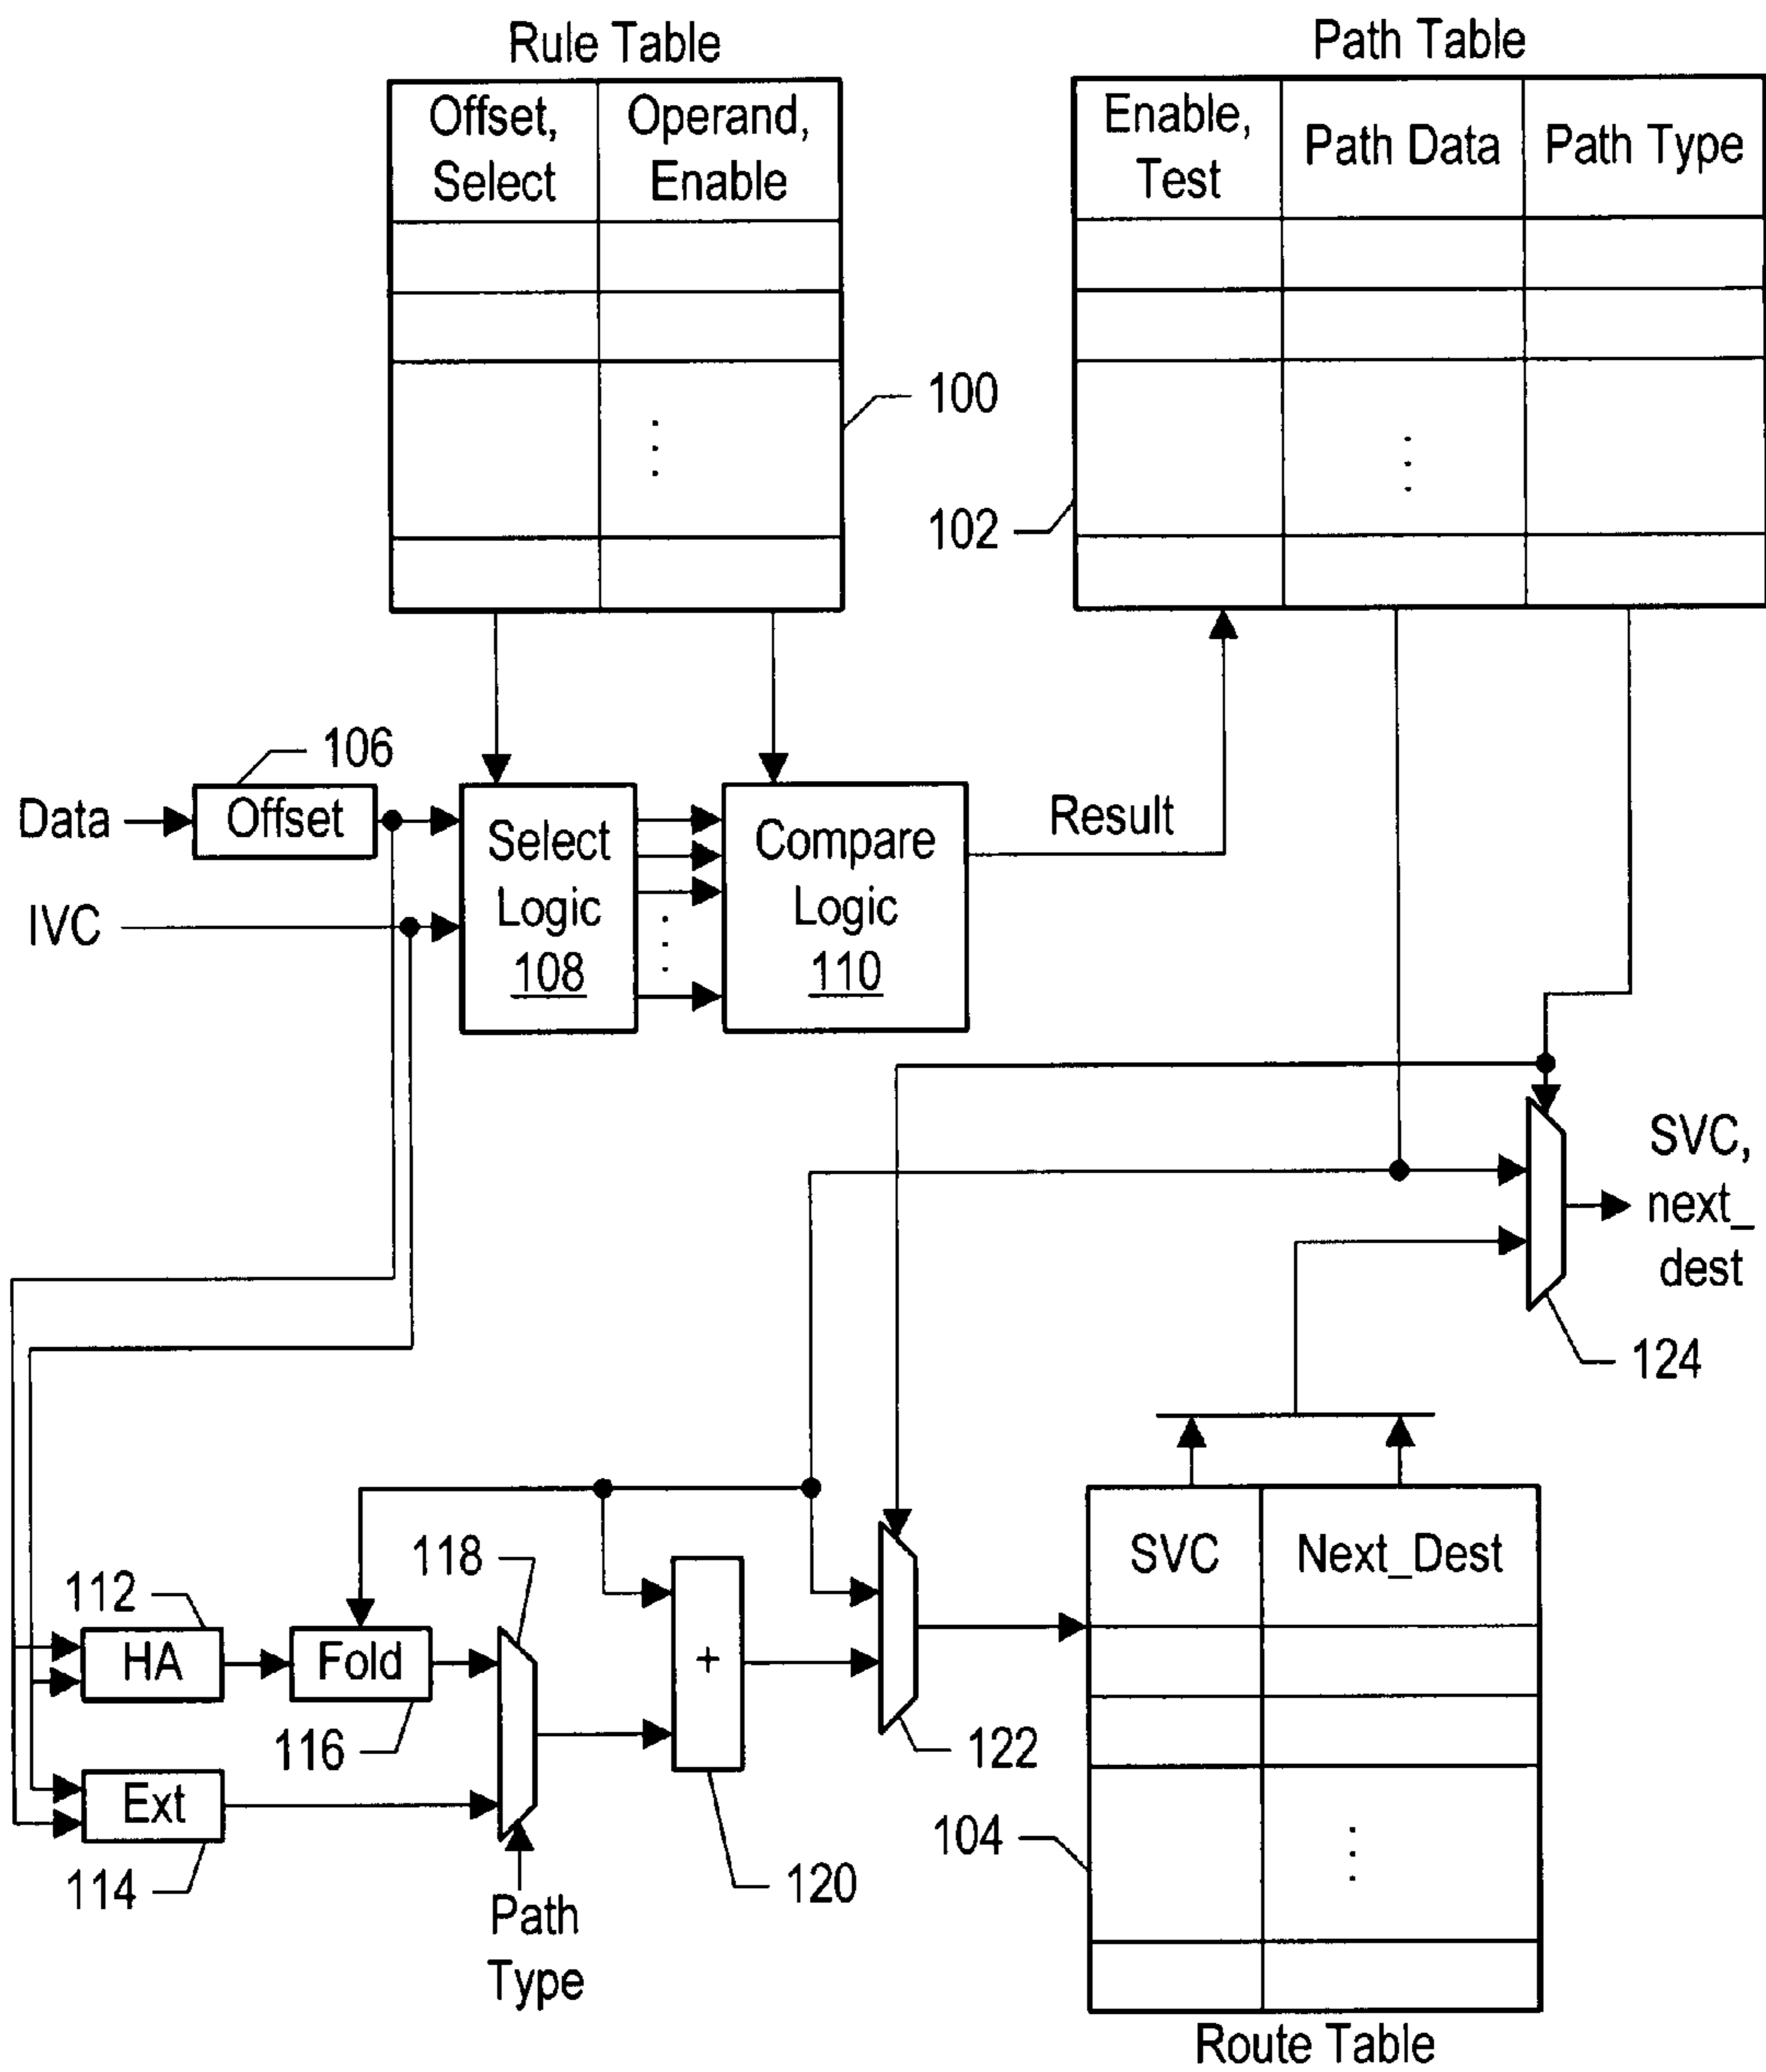 Rule Table
Path Table
Offset,
Select
Operand,
Enable
Enable,
Test
Path Data
Path Type
100
102
106
Data
Offset
IVC
Select
Logic
108
Compare
Logic
110
Result
SVC,
next_
dest
124
112
HA
Fold
116
118
Ext
114
Path
Type
+
120
122
SVC
Next_Dest
104
Route Table